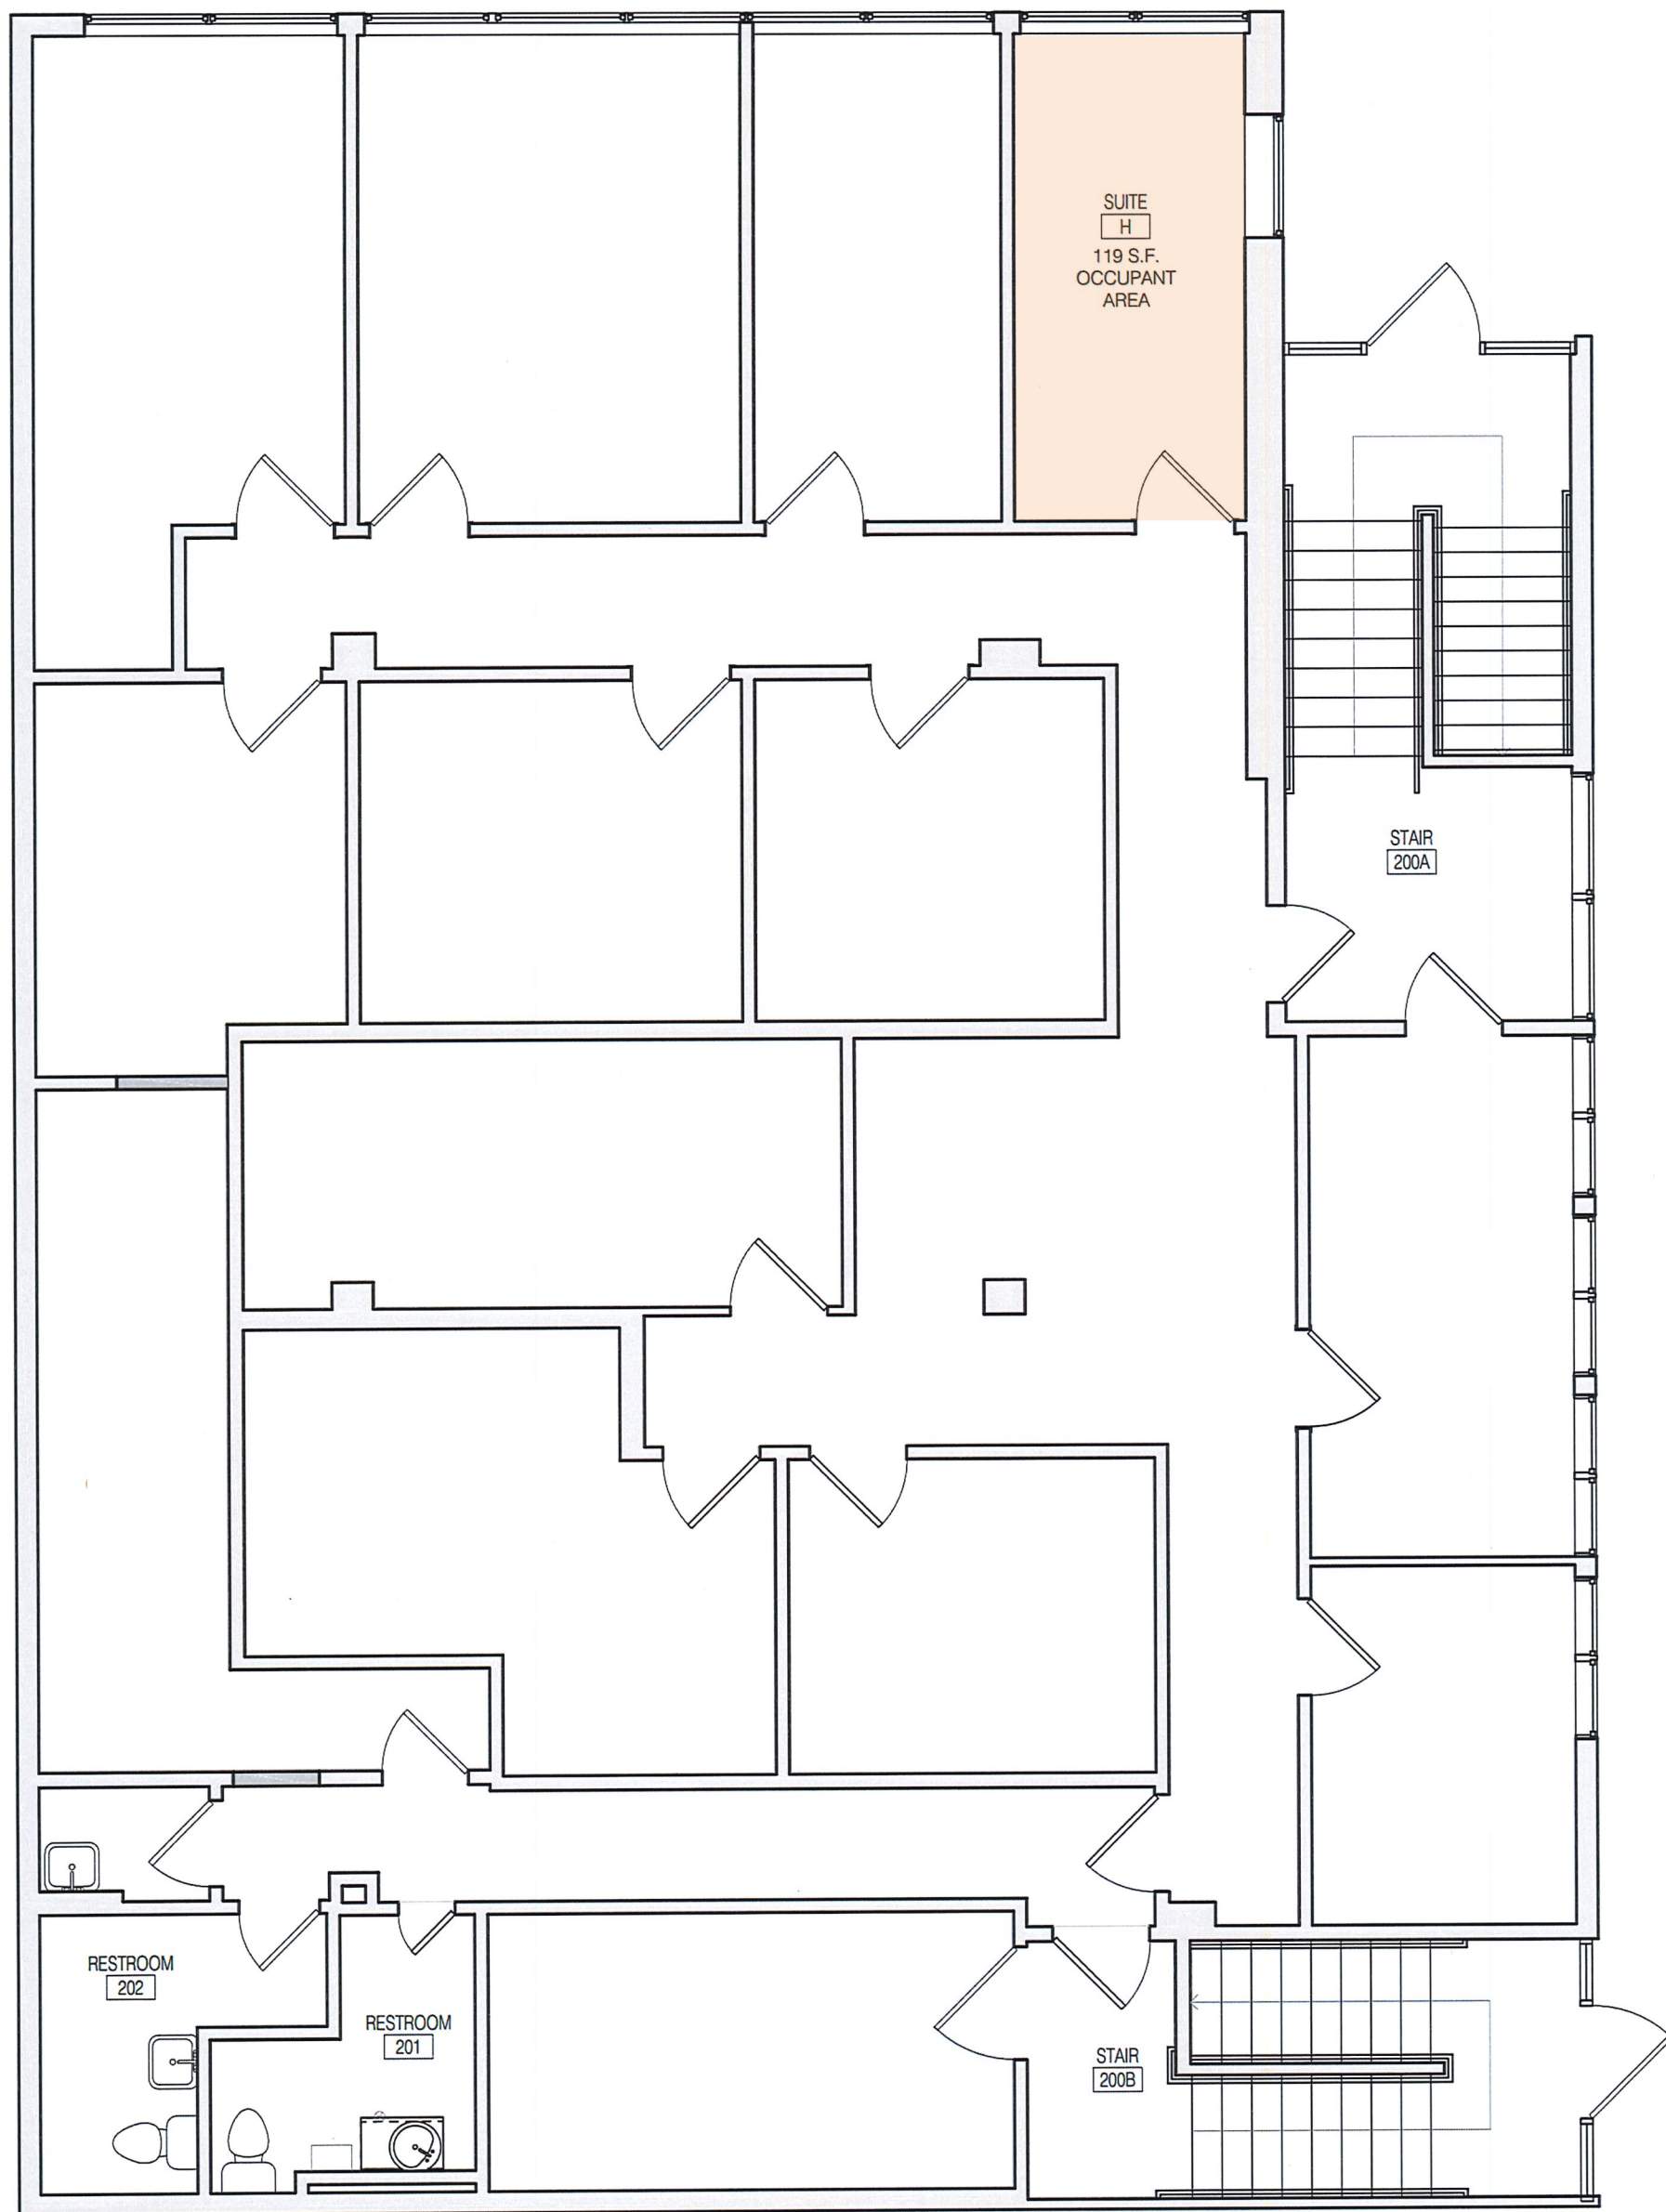 SUITE
H
119 S.F.
OCCUPANT
AREA
STAIR
200A
RESTROOM
202
RESTROOM
201
STAIR
200B